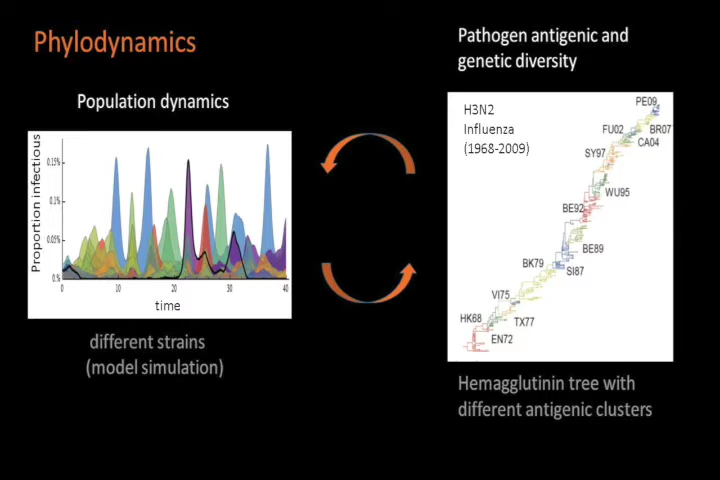 Phylodynamics
Population dynamics
Proportion infectious
0.15%
0.1%
0.05%
0.%
0
10
20
30
40
time
different strains
(model simulation)
Pathogen antigenic and
genetic diversity
H3N2
Influenza
(1968-2009)
PE09
FU02
BR07
CA04
SY97
WU95
BE92
BE89
BK79
SI87
VI75
HK68
TX77
EN72
Hemagglutinin tree with
different antigenic clusters